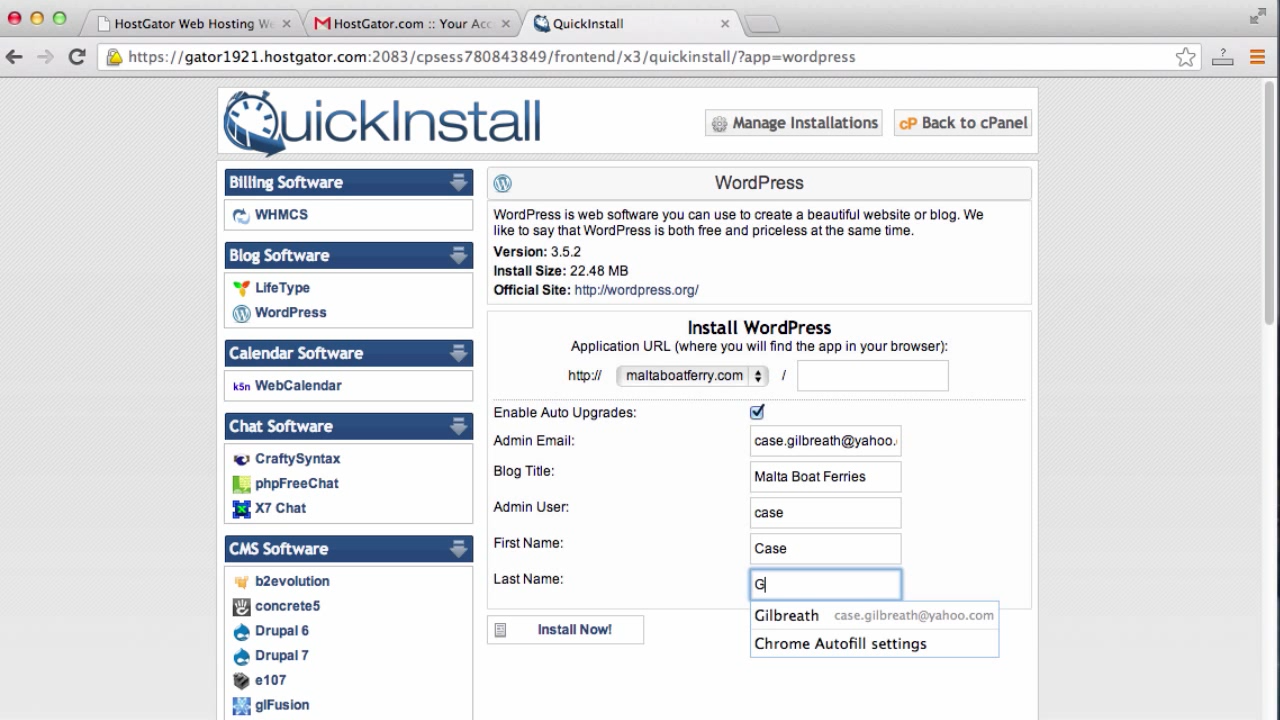 HostGator Web Hosting W
HostGator.com :: Your Acc
QuickInstall
https://gator1921.hostgator.com:2083/cpsess780843849/frontend/x3/quickinstall/?app=wordpress
?
QuickInstall
Manage Installations
cP Back to cPanel
Billing Software
WHMCS
Blog Software
LifeType
WordPress
Calendar Software
k5n WebCalendar
Chat Software
CraftySyntax
phpFreeChat
X7 Chat
CMS Software
b2evolution
concrete5
Drupal 6
Drupal 7
e107
glFusion
WordPress
WordPress is web software you can use to create a beautiful website or blog. We
like to say that WordPress is both free and priceless at the same time.
Version: 3.5.2
Install Size: 22.48 MB
Official Site: http://wordpress.org/
Install WordPress
Application URL (where you will find the app in your browser):
http:// maltaboatferry.com /
Enable Auto Upgrades:
Admin Email: case.gilbreath@yahoo.
Blog Title: Malta Boat Ferries
Admin User: case
First Name: Case
Last Name: G
Gilbreath case.gilbreath@yahoo.com
Chrome Autofill settings
Install Now!